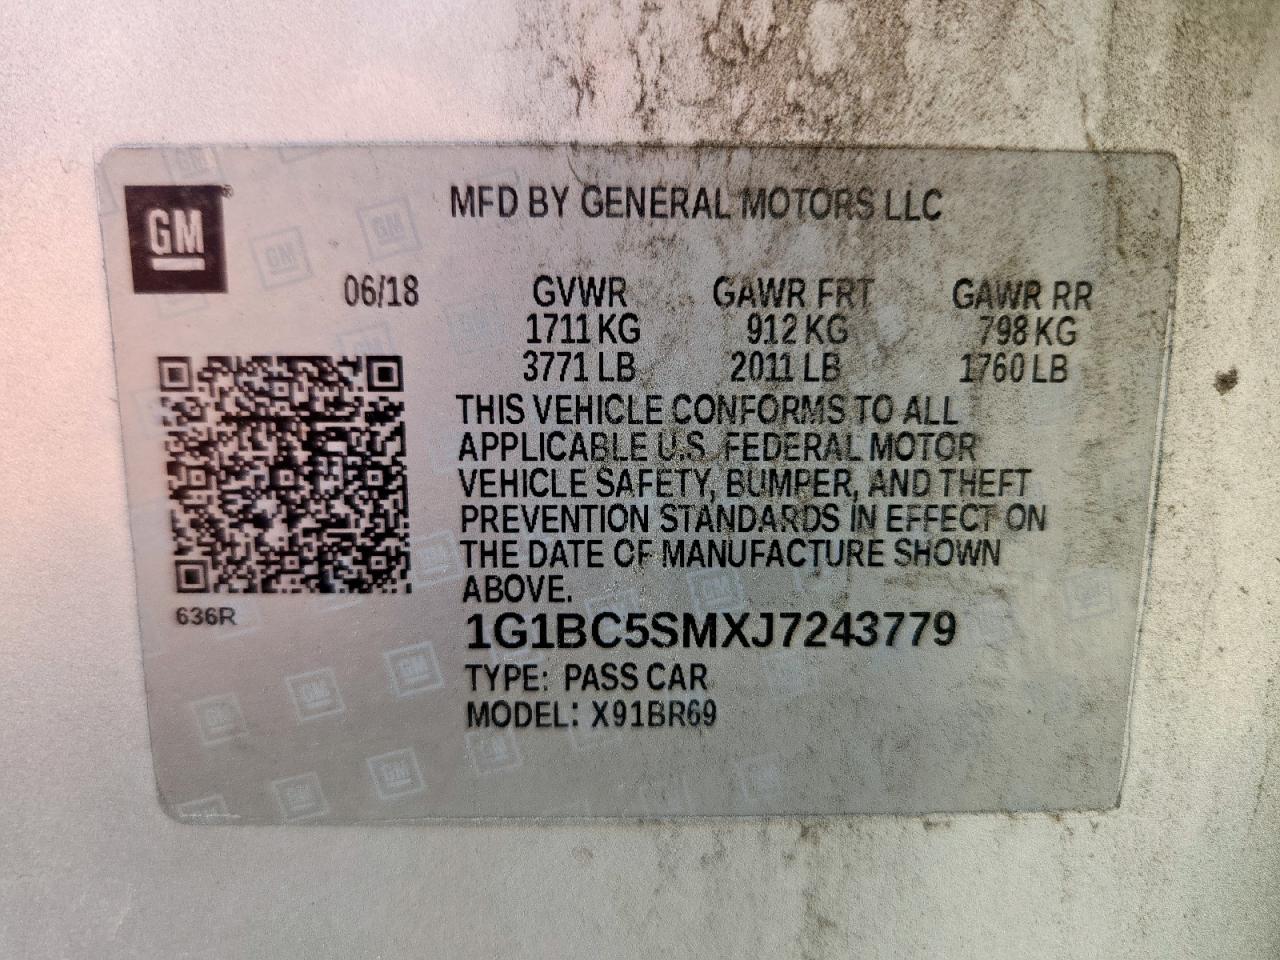 GM
MFD BY GENERAL MOTORS LLC
06/18
GVWR GAWR FRT GAWR RR
1711 KG 912 KG 798 KG
3771 LB 2011 LB 1760 LB
THIS VEHICLE CONFORMS TO ALL
APPLICABLE U.S. FEDERAL MOTOR
VEHICLE SAFETY, BUMPER, AND THEFT
PREVENTION STANDARDS IN EFFECT ON
THE DATE OF MANUFACTURE SHOWN
ABOVE.
636R
1G1BC5SMXJ7243779
TYPE: PASS CAR
MODEL: X91BR69